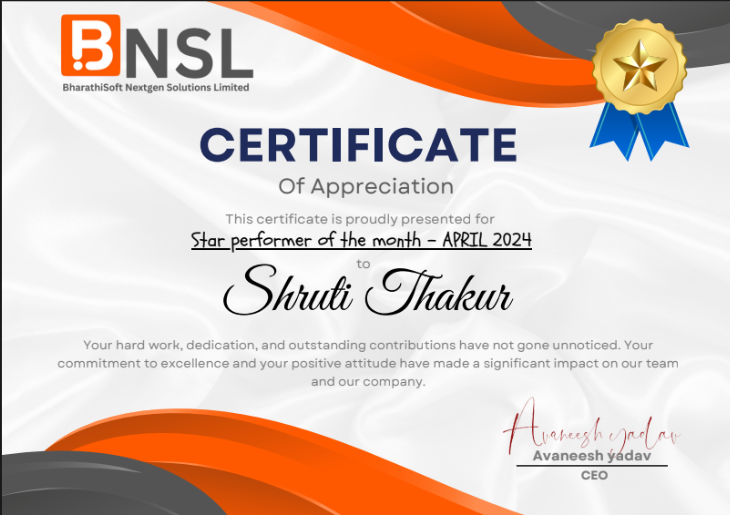 BNSL
BharathiSoft Nextgen Solutions Limited
CERTIFICATE
Of Appreciation
This certificate is proudly presented for
Star performer of the month - APRIL 2024
to
Shruti Thakur
Your hard work, dedication, and outstanding contributions have not gone unnoticed. Your
commitment to excellence and your positive attitude have made a significant impact on our team
and our company.
Avaneesh yadav
Avaneesh yadav
CEO